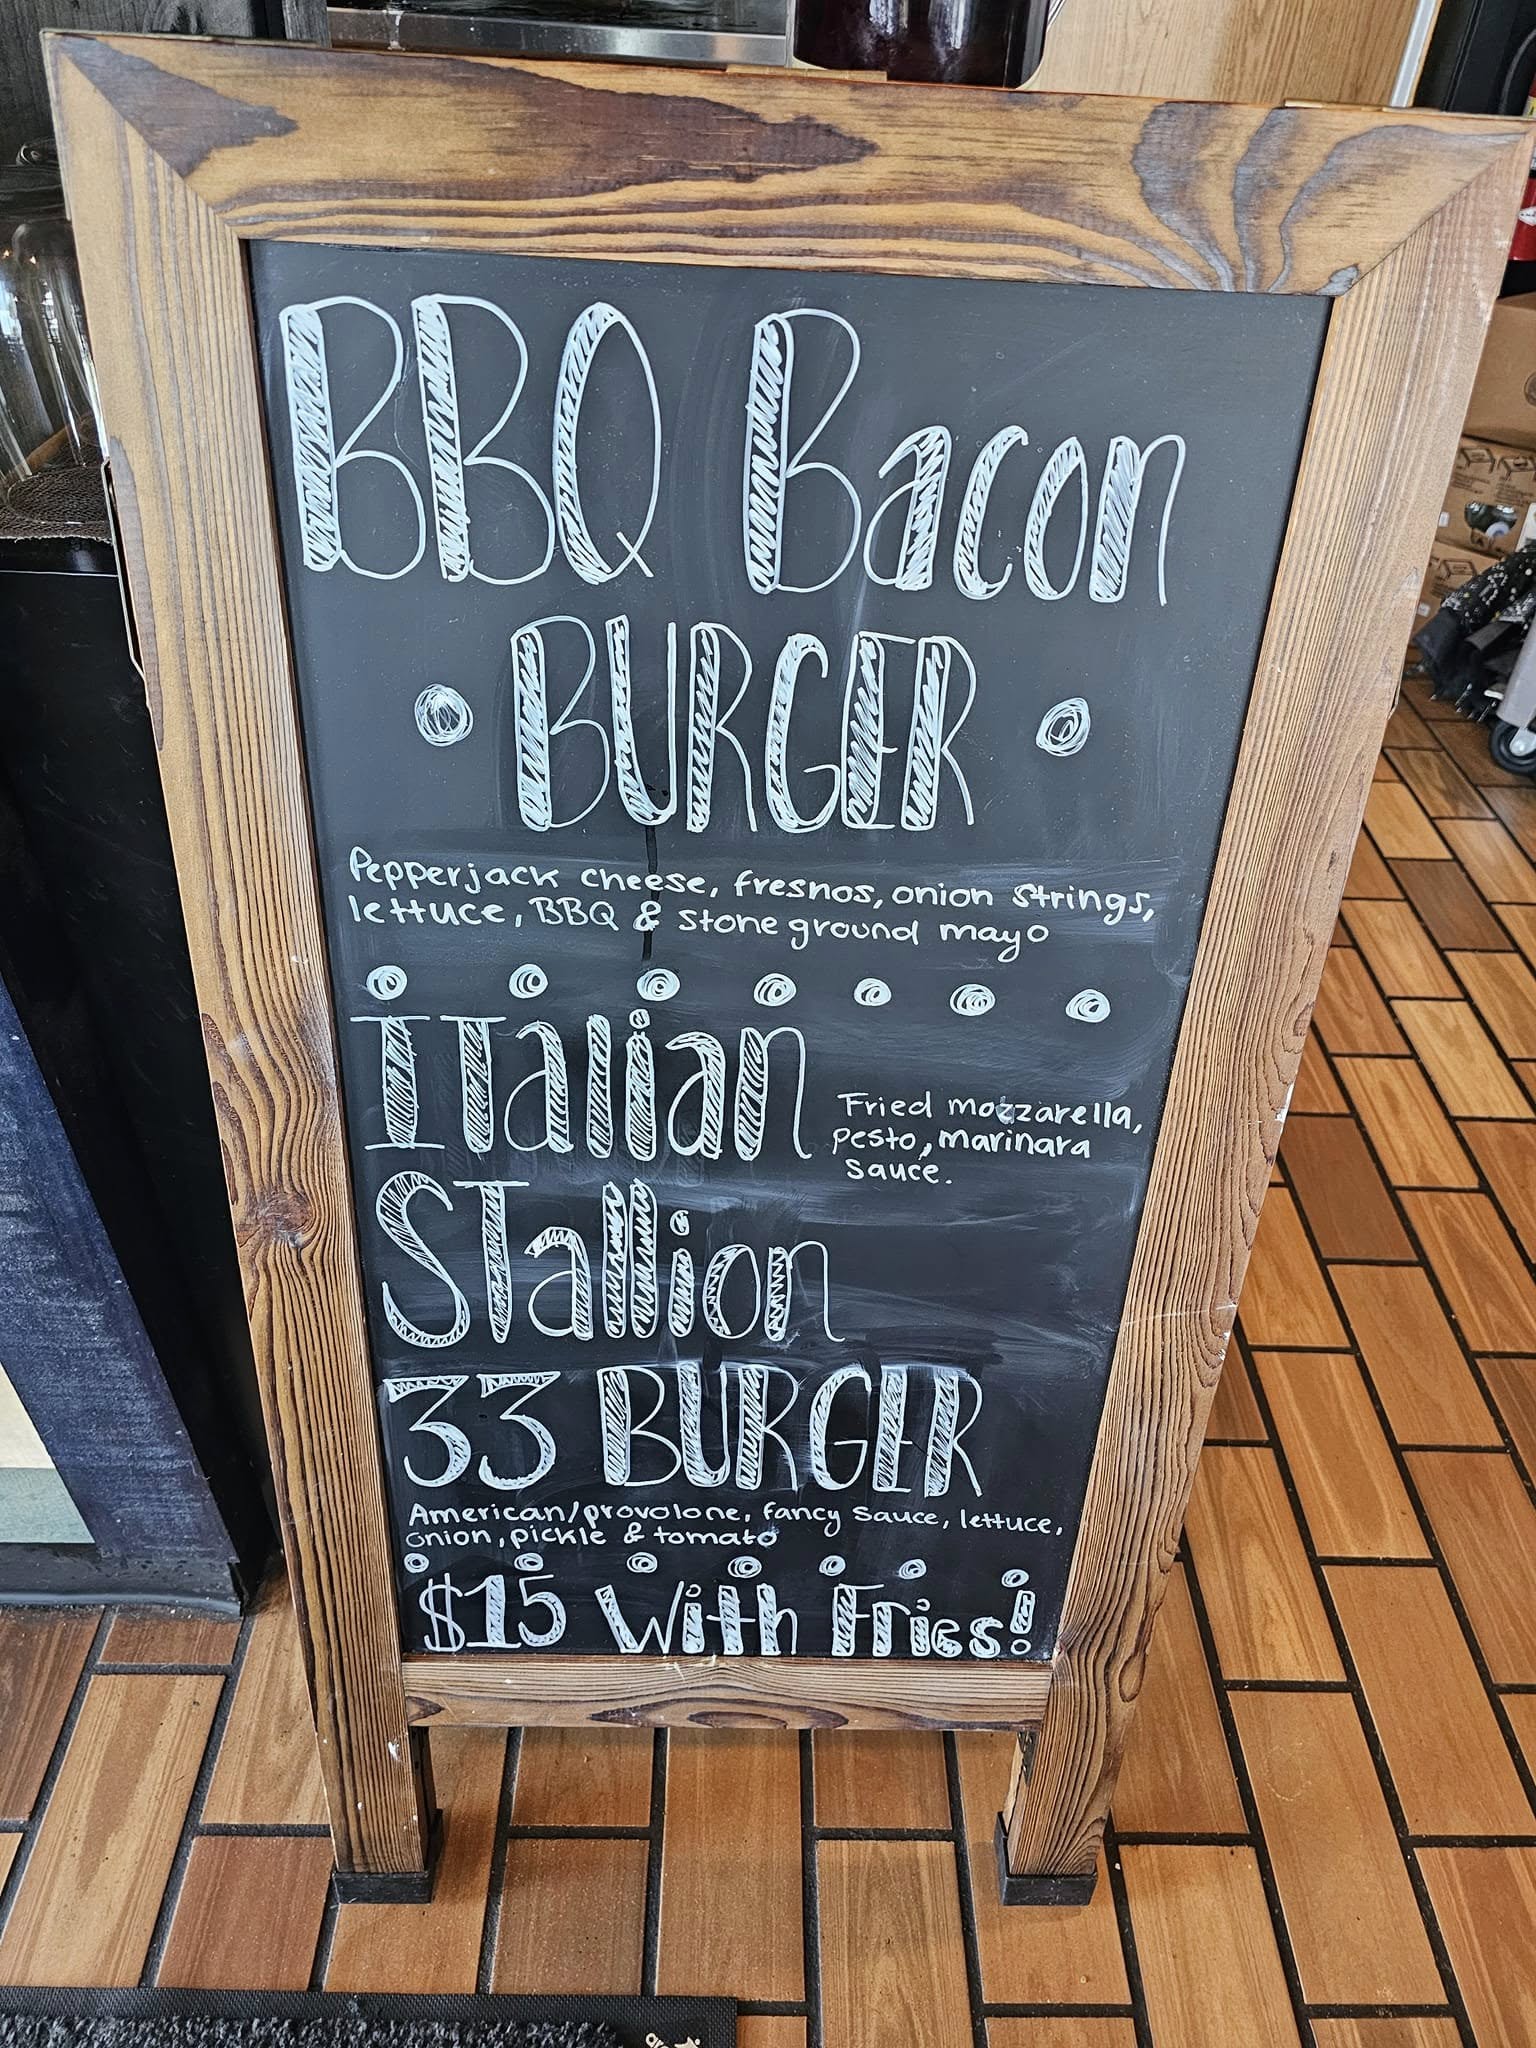 BBQ Bacon
BURGER
Pepperjack cheese, fresnos, onion strings,
lettuce, BBQ & stone ground mayo
ITalian
Fried mozzarella,
pesto, marinara
sauce.
STallion
33 BURGER
American/provolone, fancy sauce, lettuce,
onion, pickle & tomato
$15 With Fries!